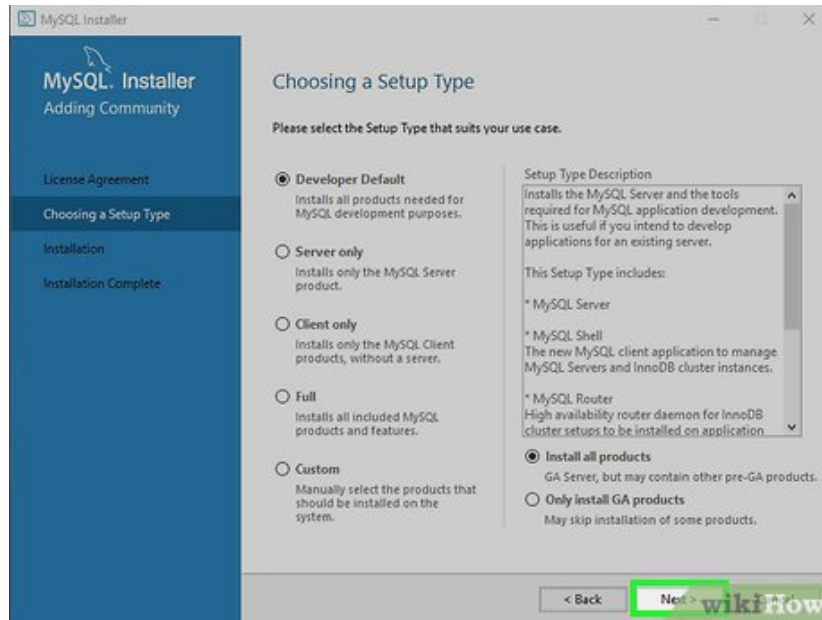 MySQL Installer
MySQL. Installer
Adding Community
License Agreement
Choosing a Setup Type
Installation
Installation Complete
Choosing a Setup Type
Please select the Setup Type that suits your use case.
Developer Default
Installs all products needed for
MySQL development purposes.
Server only
Installs only the MySQL Server
product.
Client only
Installs only the MySQL Client
products, without a server.
Full
Installs all included MySQL
products and features.
Custom
Manually select the products that
should be installed on the
system.
Setup Type Description
Installs the MySQL Server and the tools
required for MySQL application development.
This is useful if you intend to develop
applications for an existing server.
This Setup Type includes:
* MySQL Server
* MySQL Shell
The new MySQL client application to manage
MySQL Servers and InnoDB cluster instances.
* MySQL Router
High availability router daemon for InnoDB
cluster setups to be installed on application
Install all products
GA Server, but may contain other pre-GA products.
Only install GA products
May skip installation of some products.
< Back
Next >
wikiHow